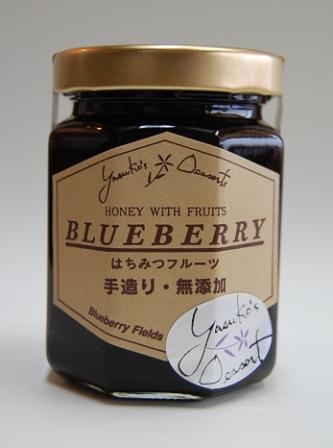 Yasuko's Desserts
HONEY WITH FRUITS
BLUEBERRY
はちみつフルーツ
手造り・無添加
Blueberry Fields
Yasuko's
Dessert